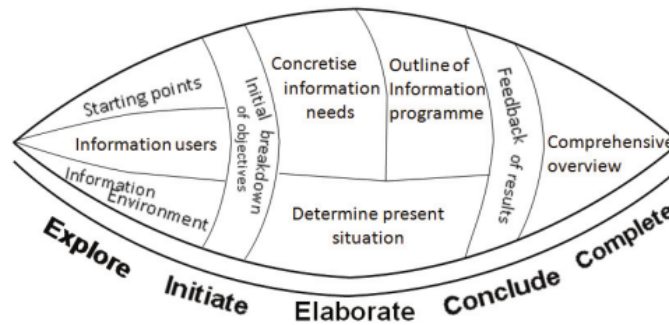 Starting points
Information users
Information
Environment
Initial breakdown
of objectives
Concretise
information
needs
Outline of
Information
programme
Determine present
situation
Feedback
of results
Comprehensive
overview
Explore
Initiate
Elaborate
Conclude
Complete